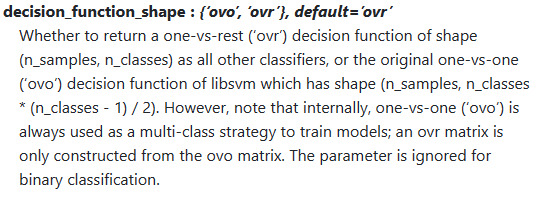 decision_function_shape : {‘ovo’, ‘ovr’}, default=’ovr’
Whether to return a one-vs-rest (‘ovr’) decision function of shape
(n_samples, n_classes) as all other classifiers, or the original one-vs-one
(‘ovo’) decision function of libsvm which has shape (n_samples, n_classes
* (n_classes - 1) / 2). However, note that internally, one-vs-one (‘ovo’) is
always used as a multi-class strategy to train models; an ovr matrix is
only constructed from the ovo matrix. The parameter is ignored for
binary classification.